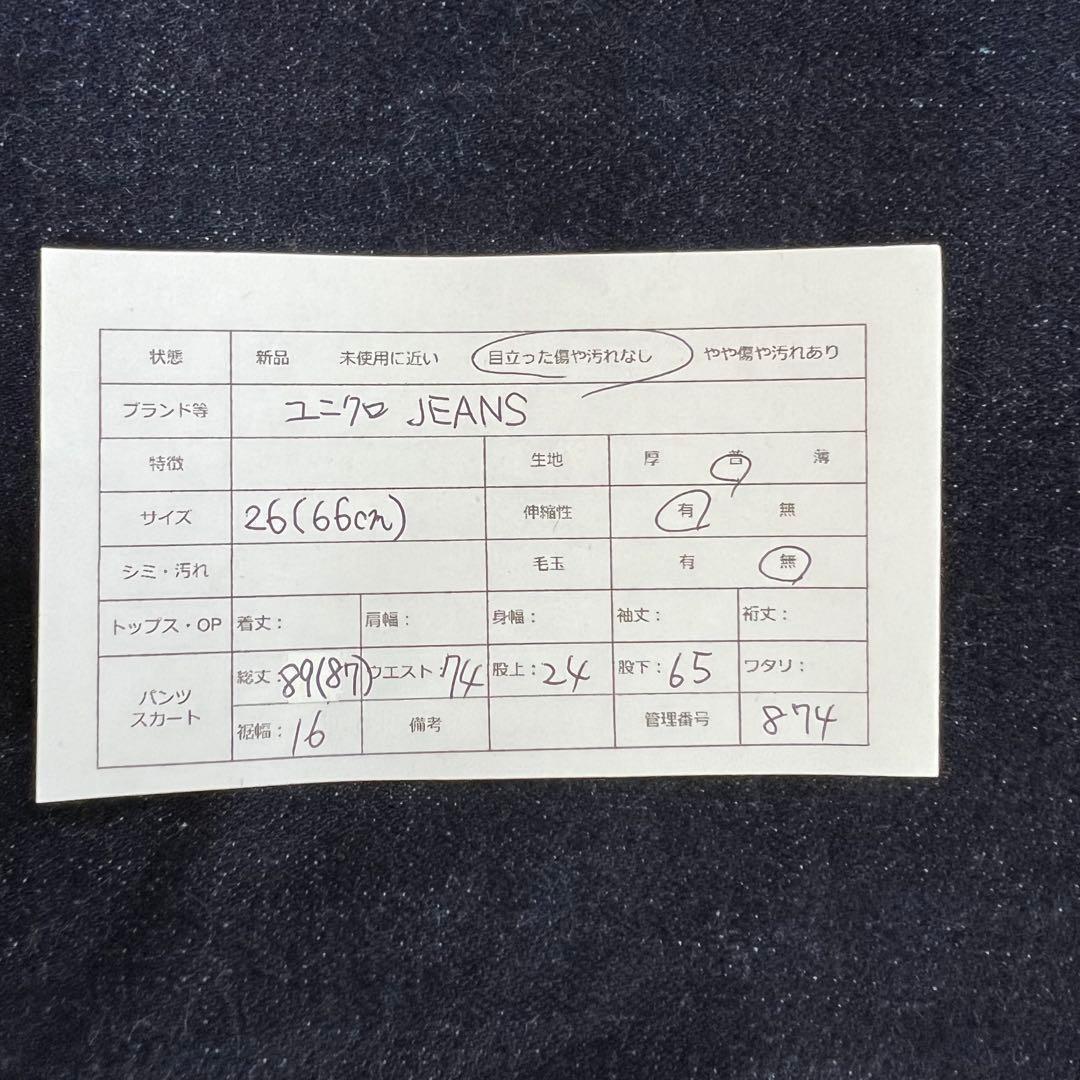 状態 新品 未使用に近い 目立った傷や汚れなし やや傷や汚れあり
ブランド等 ユニクロ JEANS
特徴 生地 厚 普 薄
サイズ 26(66cm) 伸縮性 有 無
シミ・汚れ 毛玉 有 無
トップス・OP 着丈: 肩幅: 身幅: 袖丈: 裄丈:
パンツ スカート 総丈:89(87) ウエスト:74 股上:24 股下:65 ワタリ:
裾幅:16 備考 管理番号 874